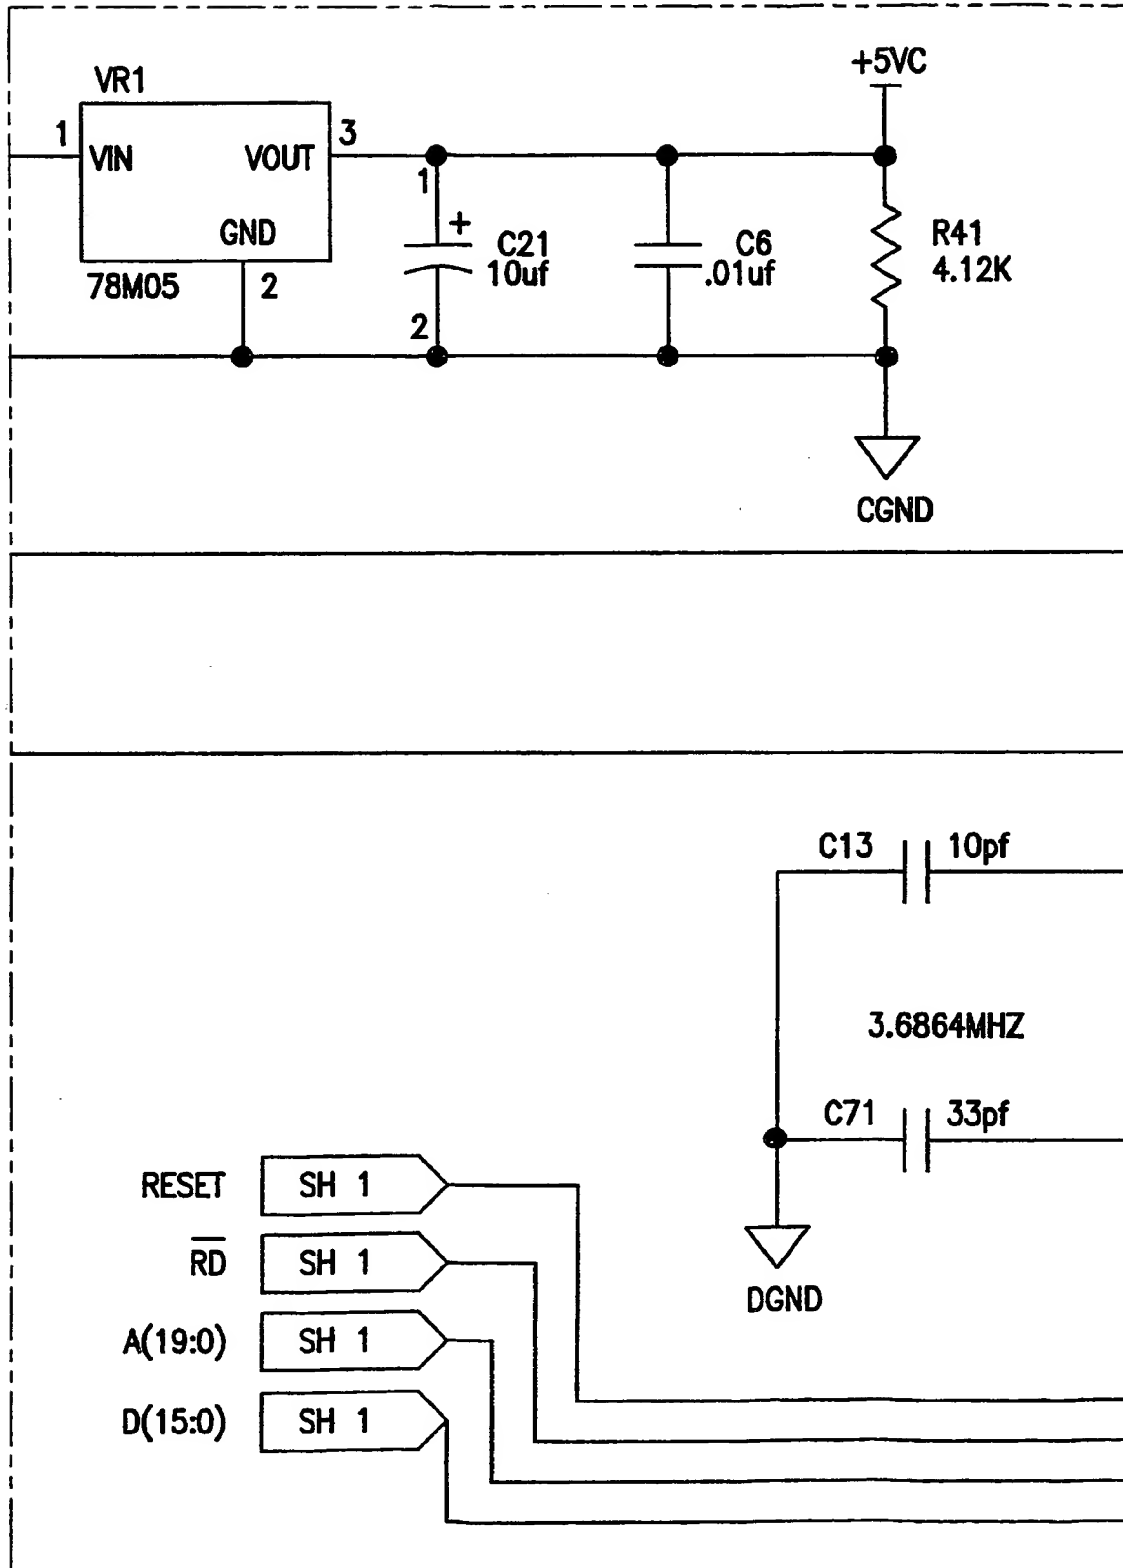 +5VC
VR1
1
VIN
VOUT
3
GND
78M05
2
1
+
C21
10uf
2
C6
.01uf
R41
4.12K
CGND
C13
10pf
3.6864MHZ
C71
33pf
DGND
RESET
SH 1
R̅D̅
SH 1
A(19:0)
SH 1
D(15:0)
SH 1